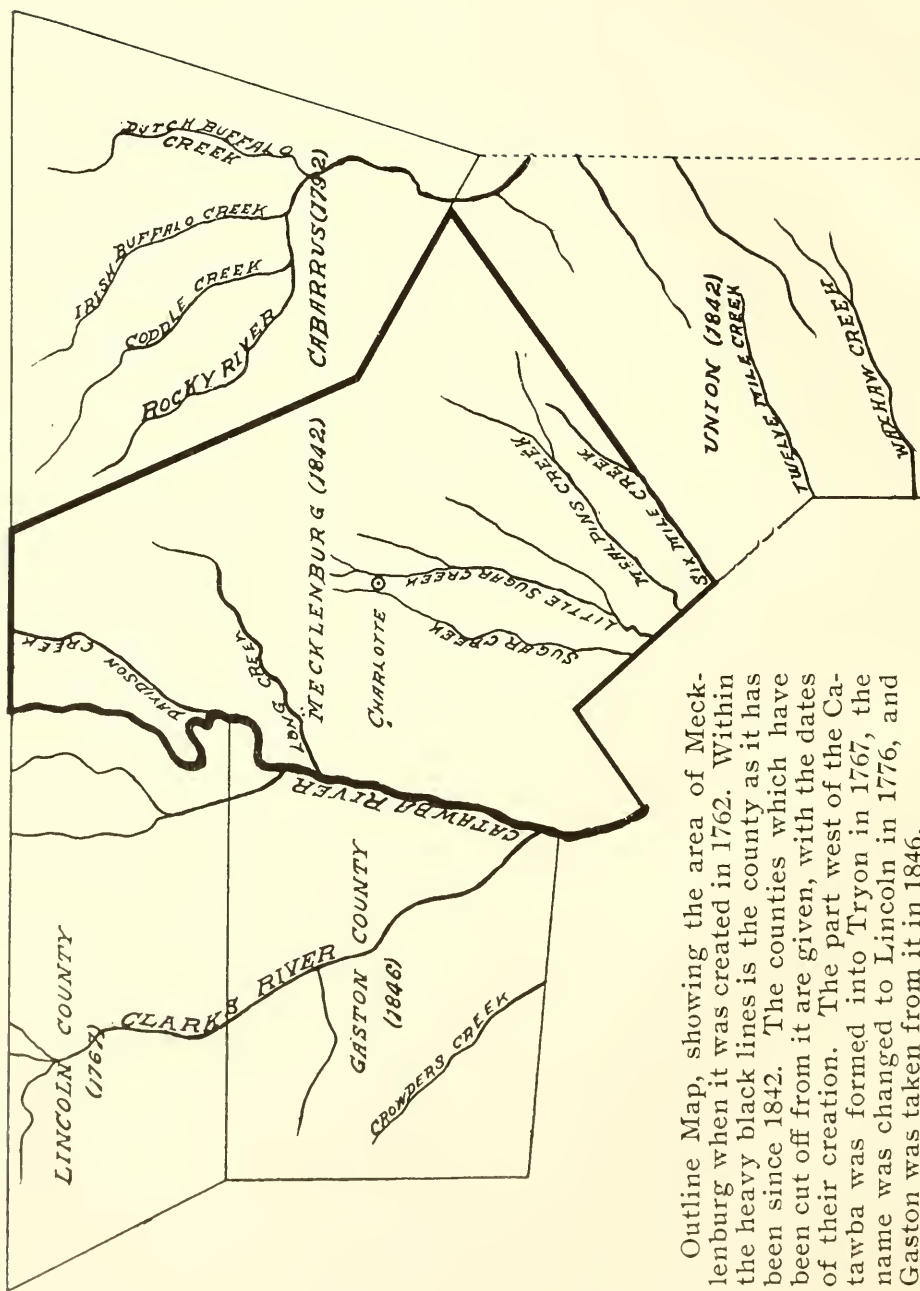 LINCOLN COUNTY
(1767)
CLARKS RIVER
GASTON COUNTY
(1846)
CROWDERS CREEK
CATAWBA RIVER
DAVIDSON
CREEK
LONG CREEK
MECKLENBURG (1842)
CHARLOTTE
SUGAR CREEK
LITTLE SUGAR CREEK
McALPINS CREEK
SIX MILE CREEK
ROCKY RIVER
CODDLE CREEK
IRISH BUFFALO CREEK
DUTCH BUFFALO
CREEK
CABARRUS (1792)
UNION (1842)
TWELVE MILE CREEK
WAXHAW CREEK
Outline Map, showing the area of Meck-
lenburg when it was created in 1762. Within
the heavy black lines is the county as it has
been since 1842. The counties which have
been cut off from it are given, with the dates
of their creation. The part west of the Ca-
tawba was formed into Tryon in 1767, the
name was changed to Lincoln in 1776, and
Gaston was taken from it in 1846.